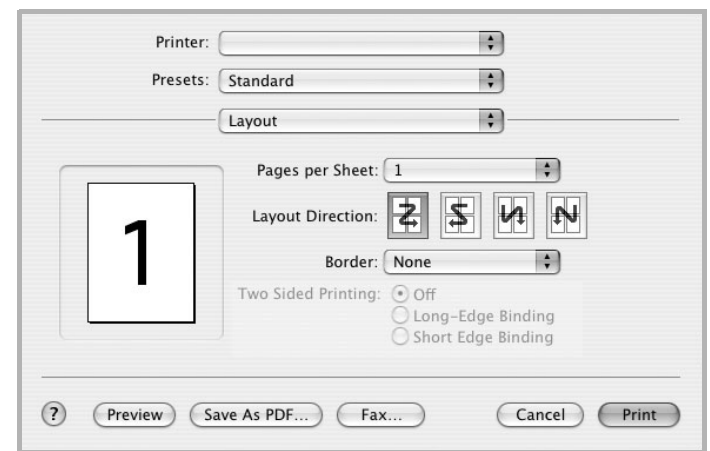 Printer:
Presets: Standard
Layout
Pages per Sheet: 1
1
Layout Direction:
Border: None
Two Sided Printing: Off
Long-Edge Binding
Short Edge Binding
? Preview Save As PDF... Fax... Cancel Print